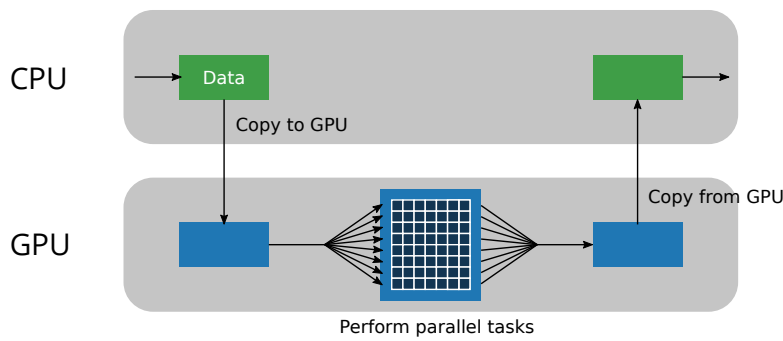 CPU
Data
Copy to GPU
Copy from GPU
GPU
Perform parallel tasks